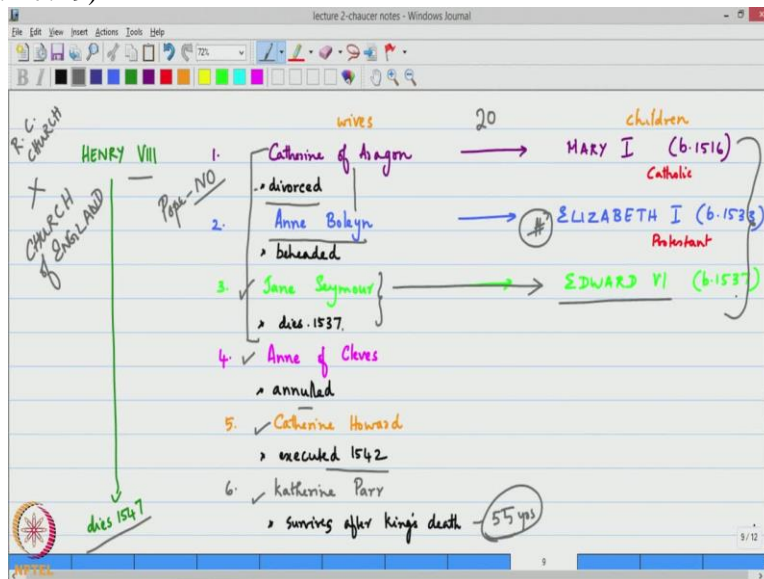 lecture 2-chaucer notes - Windows Journal
File Edit View Insert Actions Tools Help
72%
B I
wives 20 children
R. C. CHURCH
X
CHURCH of ENGLAND
HENRY VIII
Pope - NO
1. Catherine of Aragon MARY I (b.1516)
Catholic
• divorced
2. Anne Boleyn # ELIZABETH I (b.1533)
Protestant
• beheaded
3. Jane Seymour EDWARD VI (b.1537)
• dies 1537.
4. Anne of Cleves
• annulled
5. Catherine Howard
• executed 1542
6. Katherine Parr
• survives after king's death - 55 yrs
dies 1547
9
9/12
NPTEL